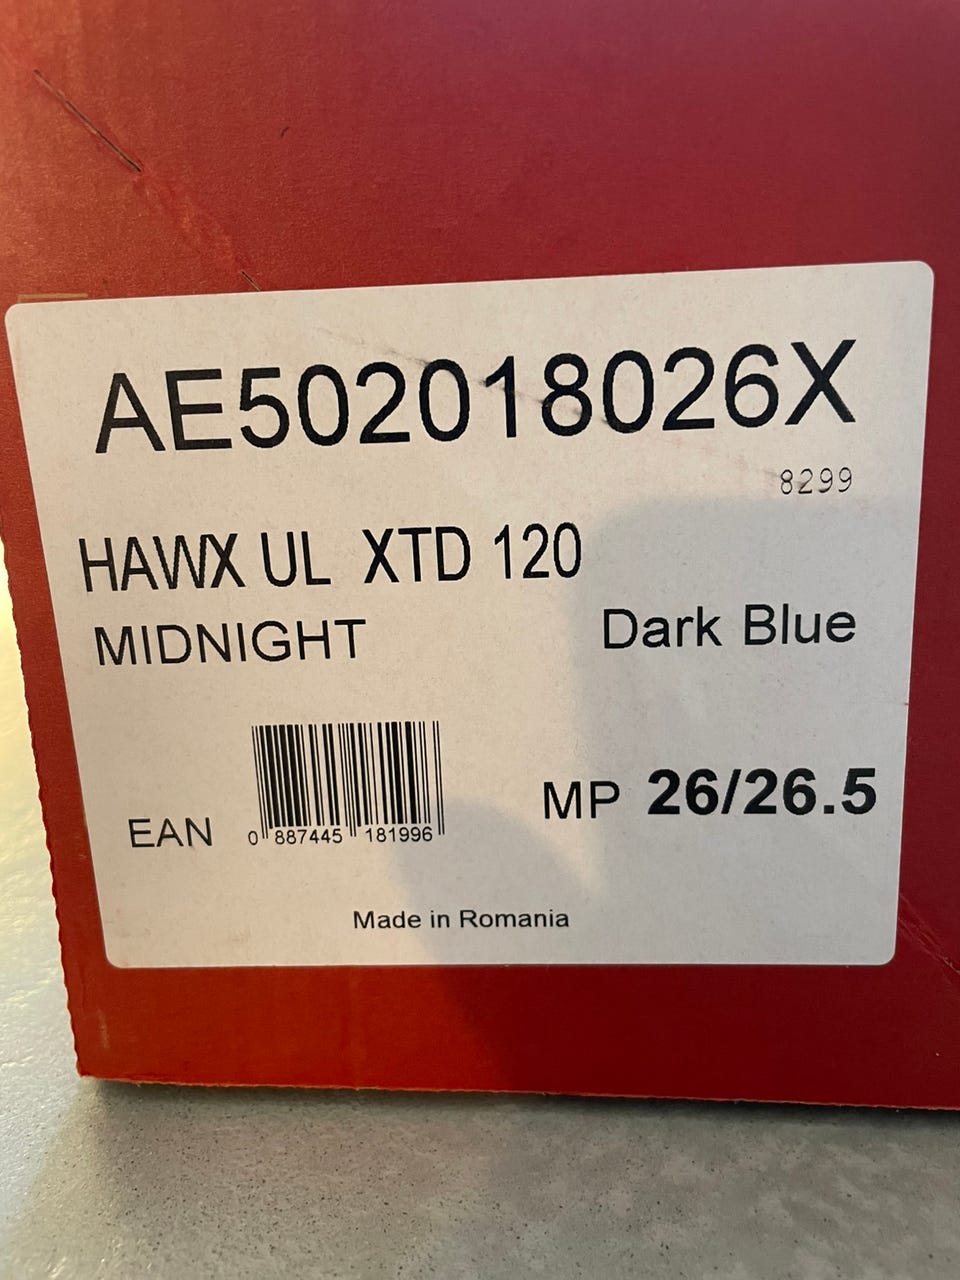 AE502018026X
8299
HAWX UL XTD 120
MIDNIGHT Dark Blue
EAN 0 887445 181996 MP 26/26.5
Made in Romania